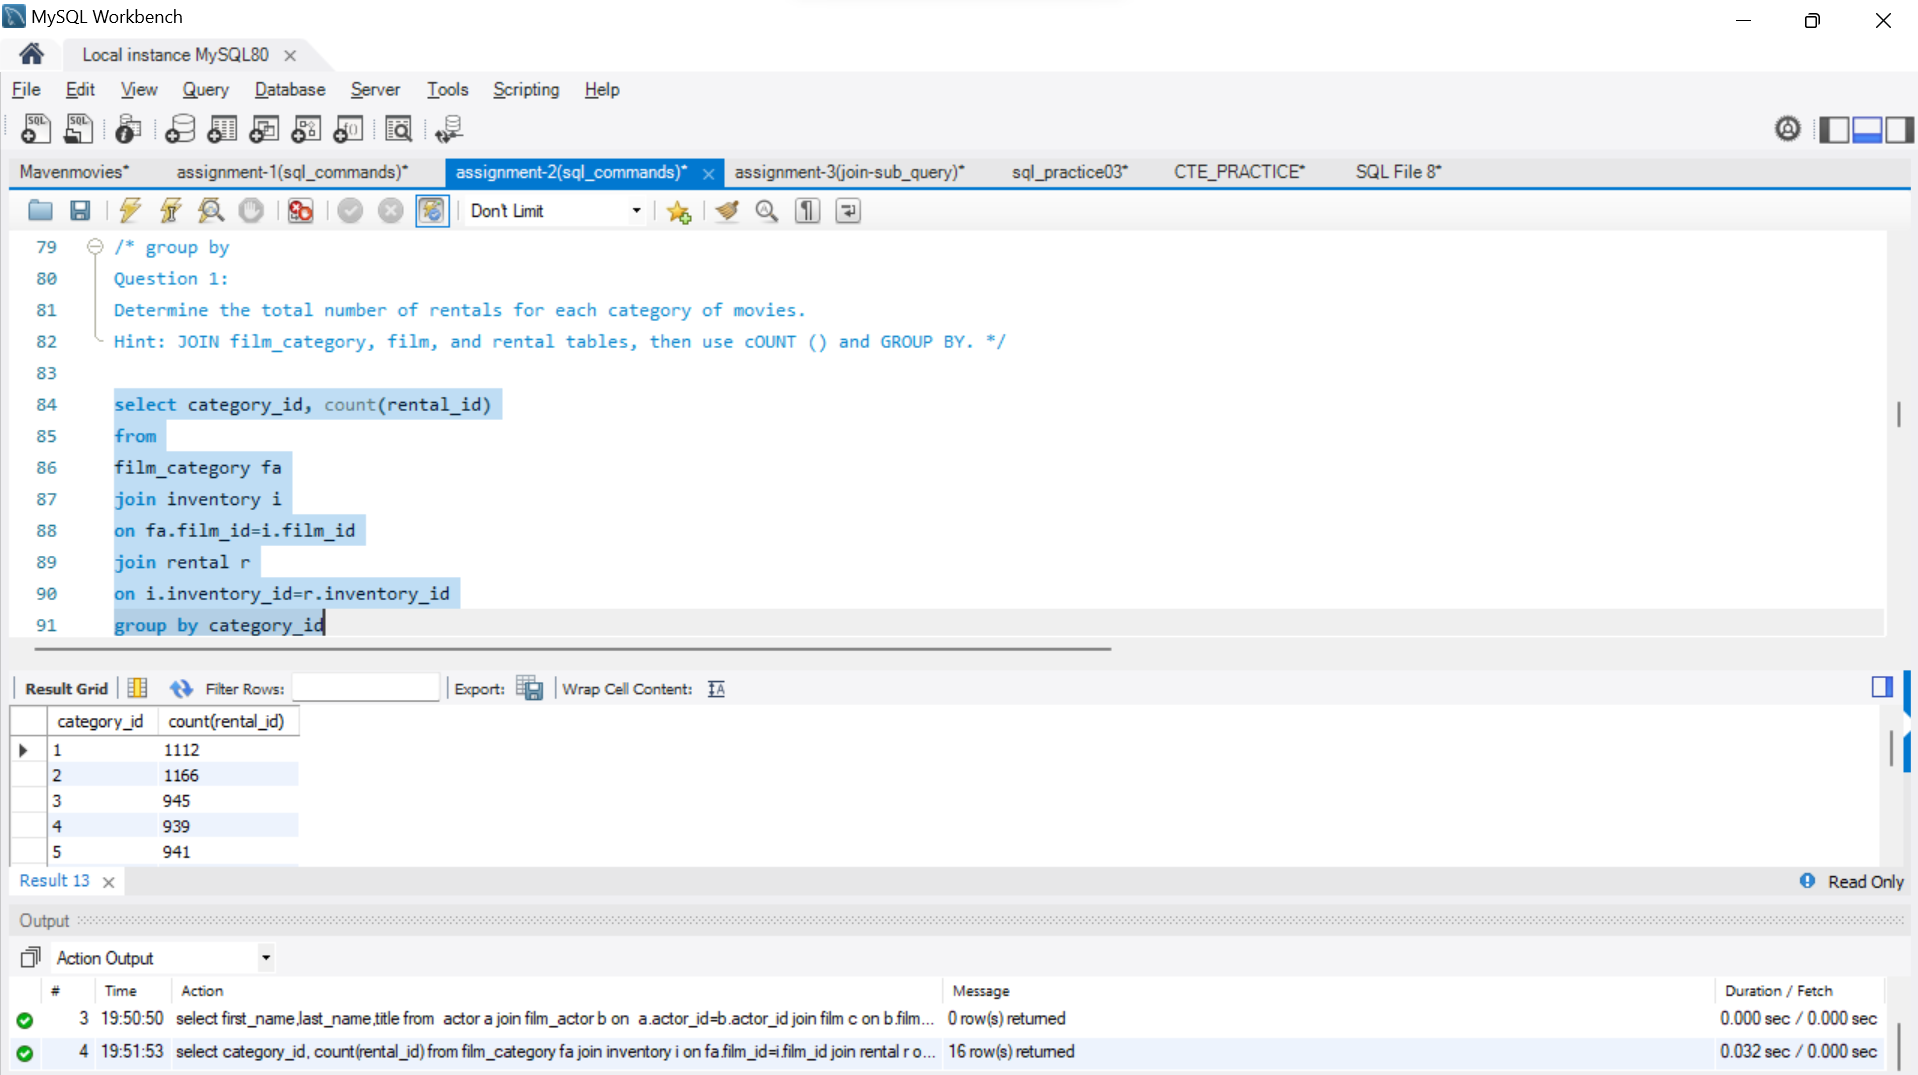 MySQL Workbench
Local instance MySQL80
File Edit View Query Database Server Tools Scripting Help
Mavenmovies* assignment-1(sql_commands)* assignment-2(sql_commands)* assignment-3(join-sub_query)* sql_practice03* CTE_PRACTICE* SQL File 8*
Don't Limit
79 /* group by
80 Question 1:
81 Determine the total number of rentals for each category of movies.
82 Hint: JOIN film_category, film, and rental tables, then use cOUNT () and GROUP BY. */
83
84 select category_id, count(rental_id)
85 from
86 film_category fa
87 join inventory i
88 on fa.film_id=i.film_id
89 join rental r
90 on i.inventory_id=r.inventory_id
91 group by category_id
Result Grid Filter Rows: Export: Wrap Cell Content:
category_id count(rental_id)
1 1112
2 1166
3 945
4 939
5 941
Result 13 Read Only
Output
Action Output
# Time Action Message Duration / Fetch
3 19:50:50 select first_name,last_name,title from actor a join film_actor b on a.actor_id=b.actor_id join film c on b.film... 0 row(s) returned 0.000 sec / 0.000 sec
4 19:51:53 select category_id, count(rental_id) from film_category fa join inventory i on fa.film_id=i.film_id join rental r o... 16 row(s) returned 0.032 sec / 0.000 sec